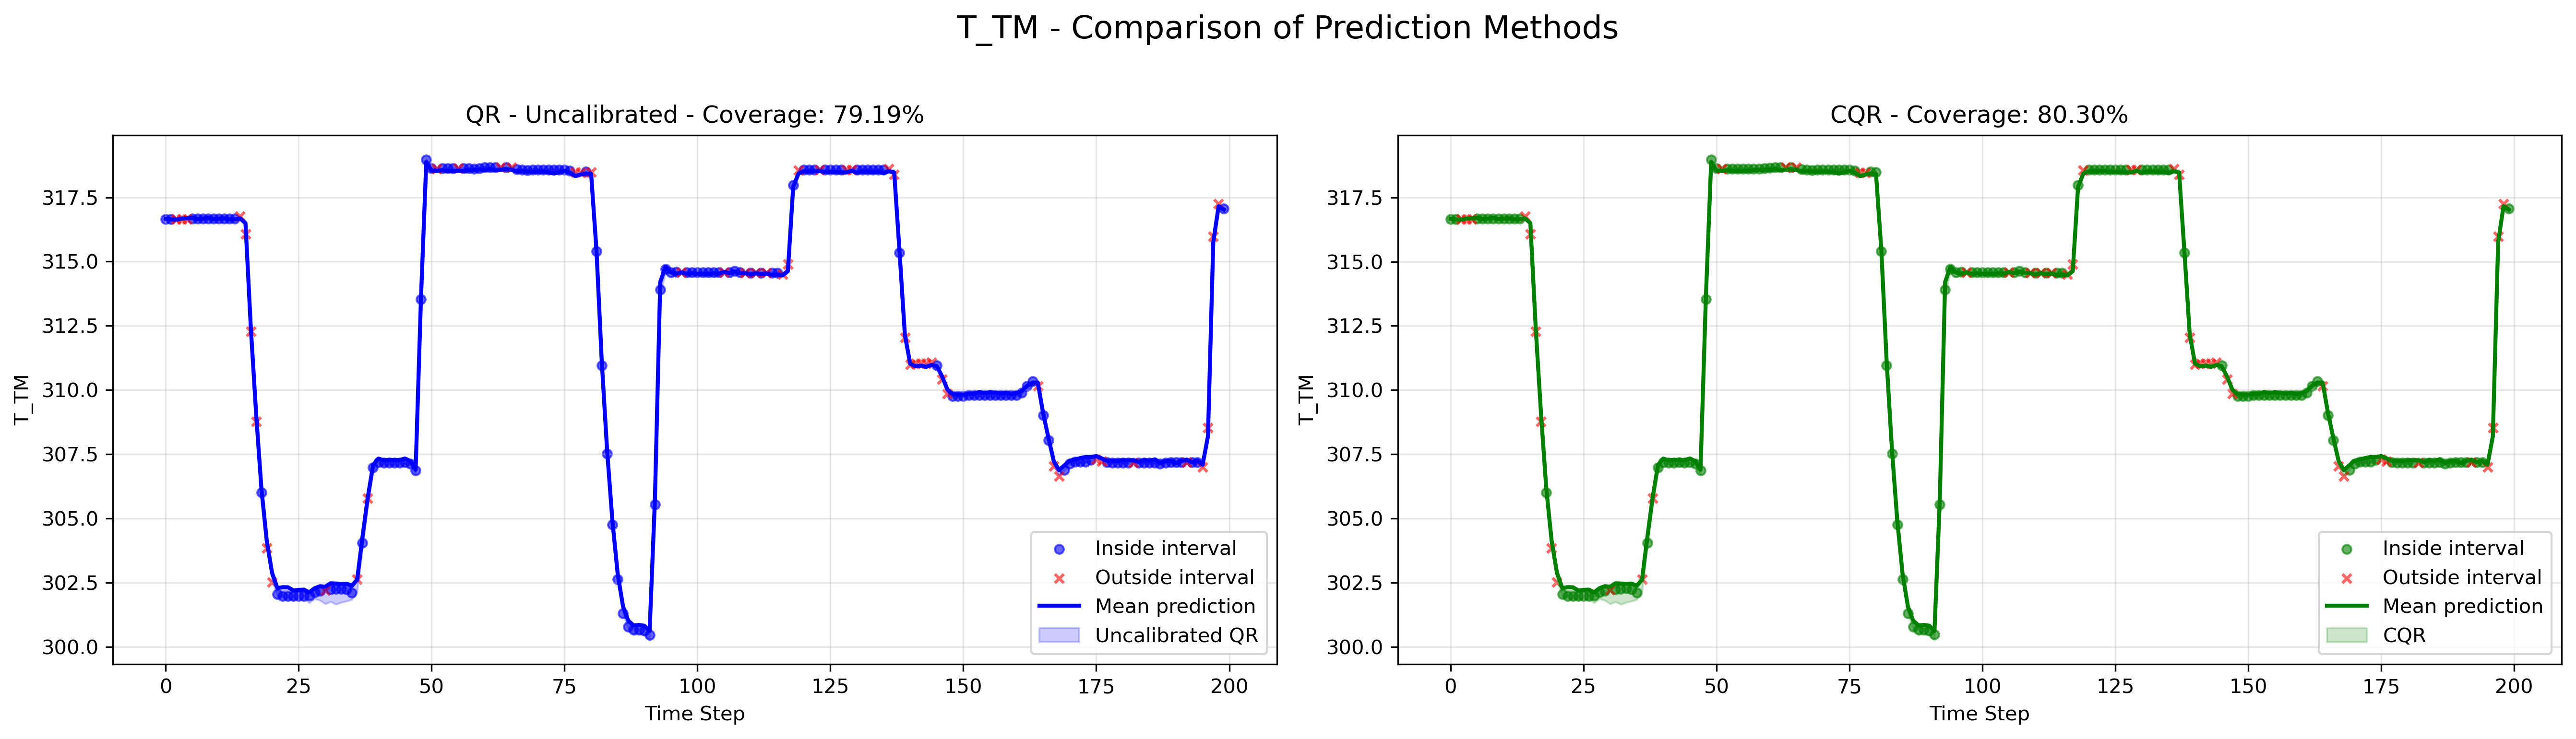 T_TM - Comparison of Prediction Methods
QR - Uncalibrated - Coverage: 79.19%
T_TM
317.5
315.0
312.5
310.0
307.5
305.0
302.5
300.0
0 25 50 75 100 125 150 175 200
Time Step
Inside interval
Outside interval
Mean prediction
Uncalibrated QR
CQR - Coverage: 80.30%
T_TM
317.5
315.0
312.5
310.0
307.5
305.0
302.5
300.0
0 25 50 75 100 125 150 175 200
Time Step
Inside interval
Outside interval
Mean prediction
CQR